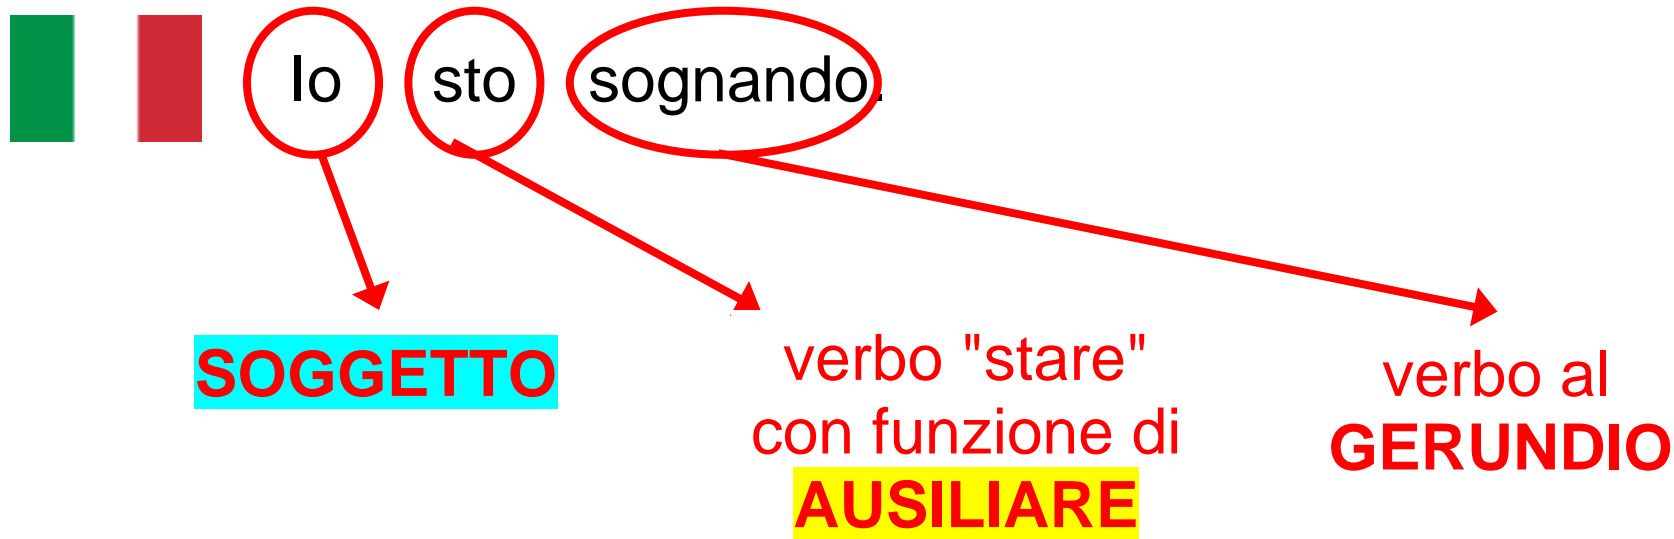 Io sto sognando.
SOGGETTO
verbo "stare"
con funzione di
AUSILIARE
verbo al
GERUNDIO